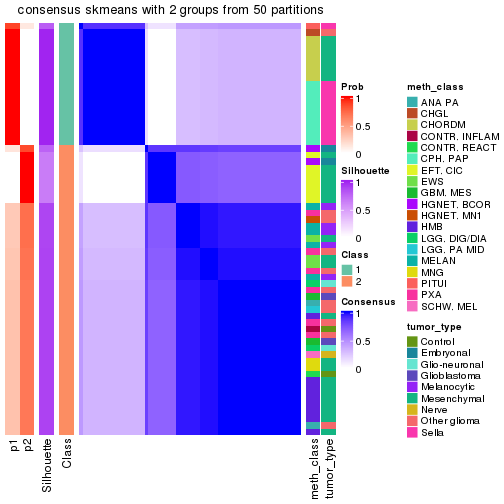 consensus skmeans with 2 groups from 50 partitions
p1
p2
Silhouette
Class
meth_class
tumor_type
Prob
1
0.5
0
Silhouette
1
0.5
0
Class
1
2
Consensus
1
0.5
0
meth_class
ANA PA
CHGL
CHORDM
CONTR. INFLAM
CONTR. REACT
CPH. PAP
EFT. CIC
EWS
GBM. MES
HGNET. BCOR
HGNET. MN1
HMB
LGG. DIG/DIA
LGG. PA MID
MELAN
MNG
PITUI
PXA
SCHW. MEL
tumor_type
Control
Embryonal
Glio-neuronal
Glioblastoma
Melanocytic
Mesenchymal
Nerve
Other glioma
Sella